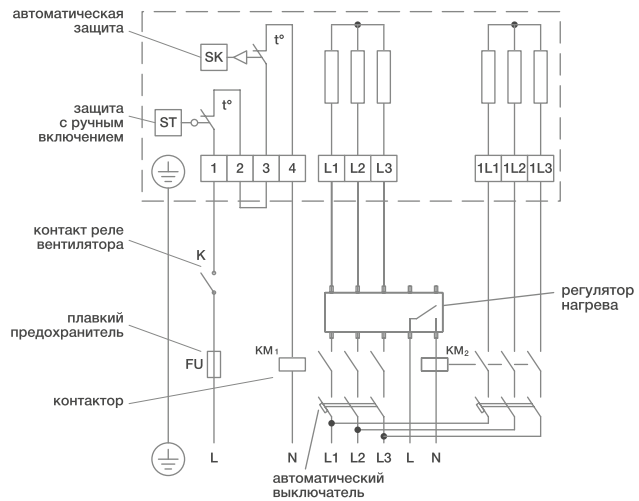 автоматическая
защита
SK
t°
защита
с ручным
включением
ST
t°
1 2 3 4 L1 L2 L3 1L1 1L2 1L3
контакт реле
вентилятора
K
регулятор
нагрева
плавкий
предохранитель
FU
KM1
KM2
контактор
L N L1 L2 L3 L N
автоматический
выключатель